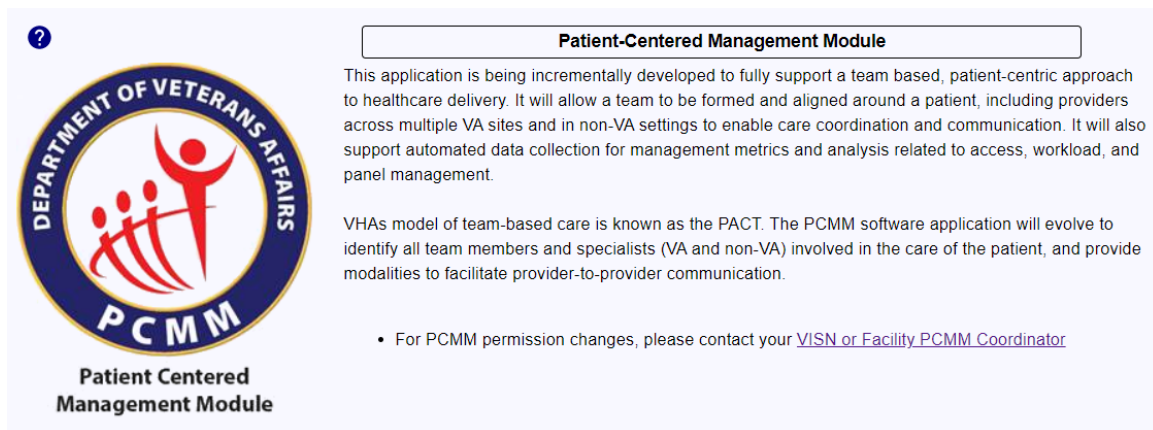 ?
DEPARTMENT OF VETERANS AFFAIRS
PCMM
Patient Centered
Management Module
Patient-Centered Management Module
This application is being incrementally developed to fully support a team based, patient-centric approach
to healthcare delivery. It will allow a team to be formed and aligned around a patient, including providers
across multiple VA sites and in non-VA settings to enable care coordination and communication. It will also
support automated data collection for management metrics and analysis related to access, workload, and
panel management.
VHAs model of team-based care is known as the PACT. The PCMM software application will evolve to
identify all team members and specialists (VA and non-VA) involved in the care of the patient, and provide
modalities to facilitate provider-to-provider communication.
• For PCMM permission changes, please contact your VISN or Facility PCMM Coordinator